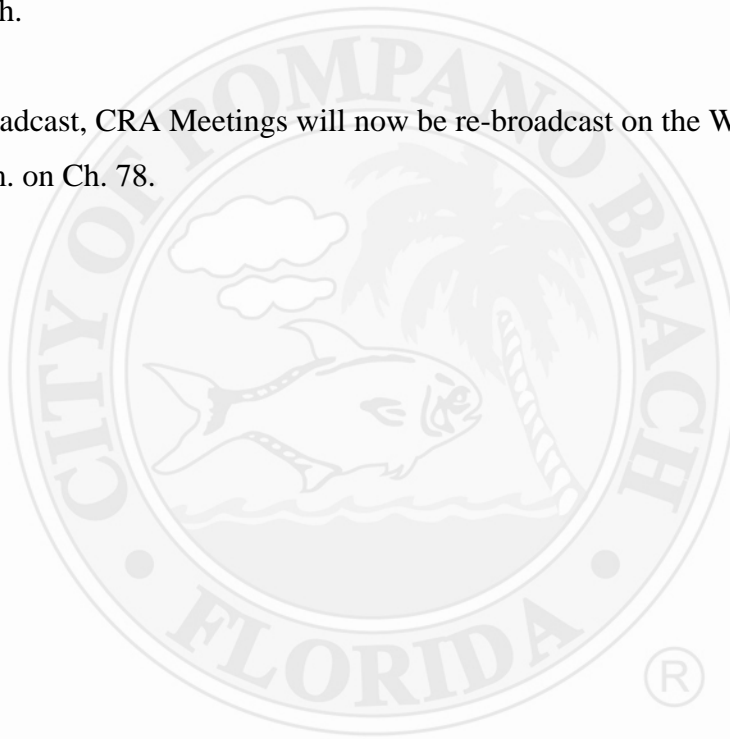 h.
adcast, CRA Meetings will now be re-broadcast on the W
n. on Ch. 78.
CITY OF POMPANO BEACH
• FLORIDA •
R